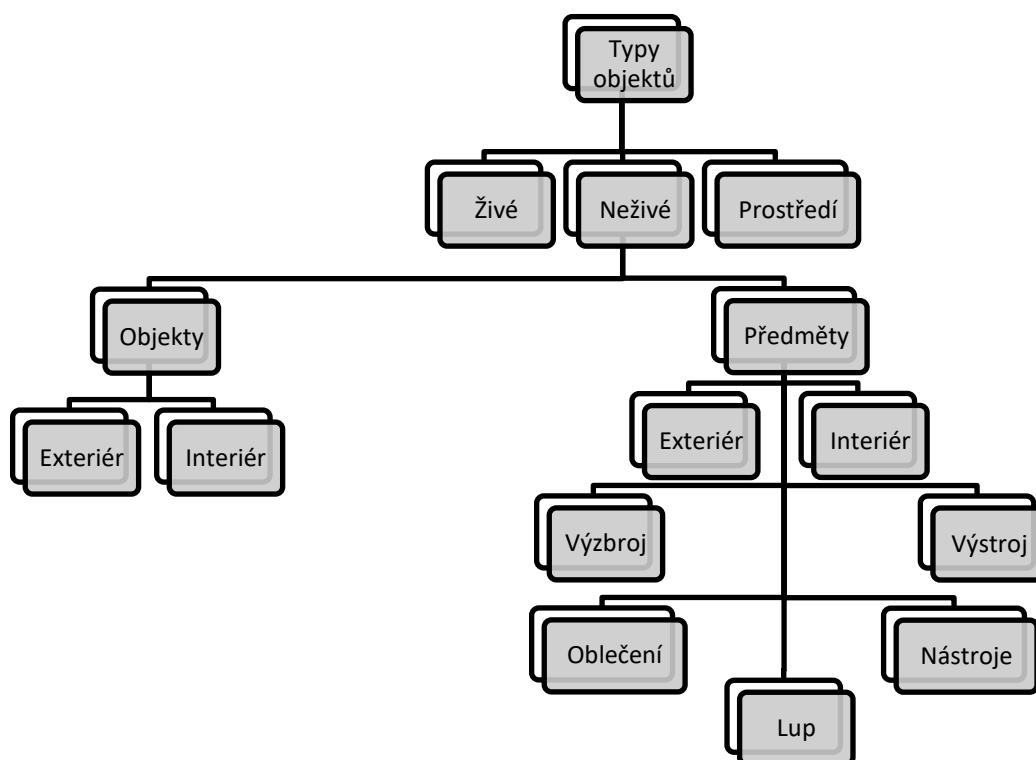 Typy
objektů
Živé
Neživé
Prostředí
Objekty
Předměty
Exteriér
Interiér
Exteriér
Interiér
Výzbroj
Výstroj
Oblečení
Nástroje
Lup